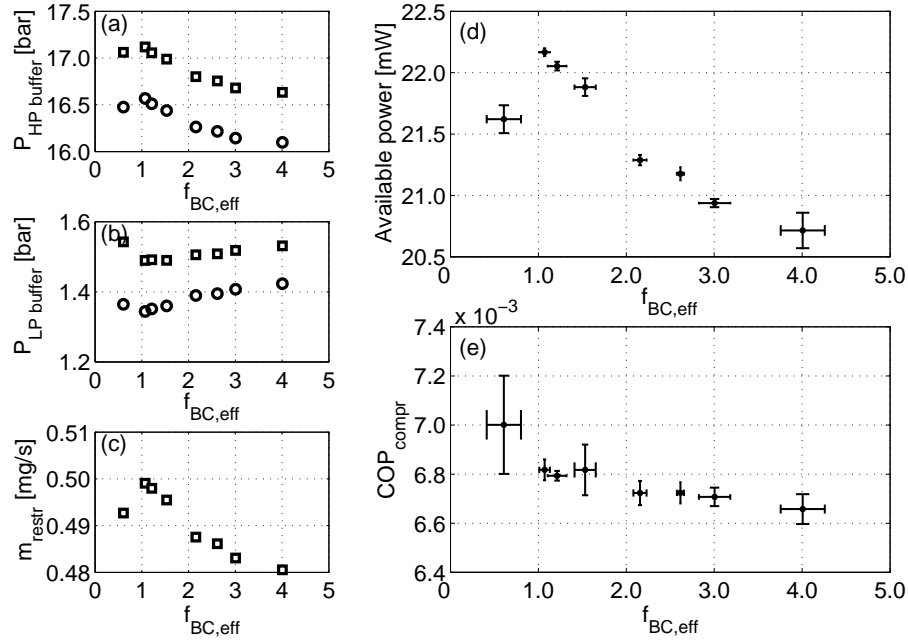 (a)
P_HP buffer [bar]
17.5
17.0
16.5
16.0
0 1 2 3 4 5
f_BC,eff
(b)
P_LP buffer [bar]
1.6
1.4
1.2
0 1 2 3 4 5
f_BC,eff
(c)
m_restr [mg/s]
0.51
0.50
0.49
0.48
0 1 2 3 4 5
f_BC,eff
(d)
Available power [mW]
22.5
22.0
21.5
21.0
20.5
0 1.0 2.0 3.0 4.0 5.0
f_BC,eff
x 10^-3
(e)
COP_compr
7.4
7.2
7.0
6.8
6.6
6.4
0 1.0 2.0 3.0 4.0 5.0
f_BC,eff